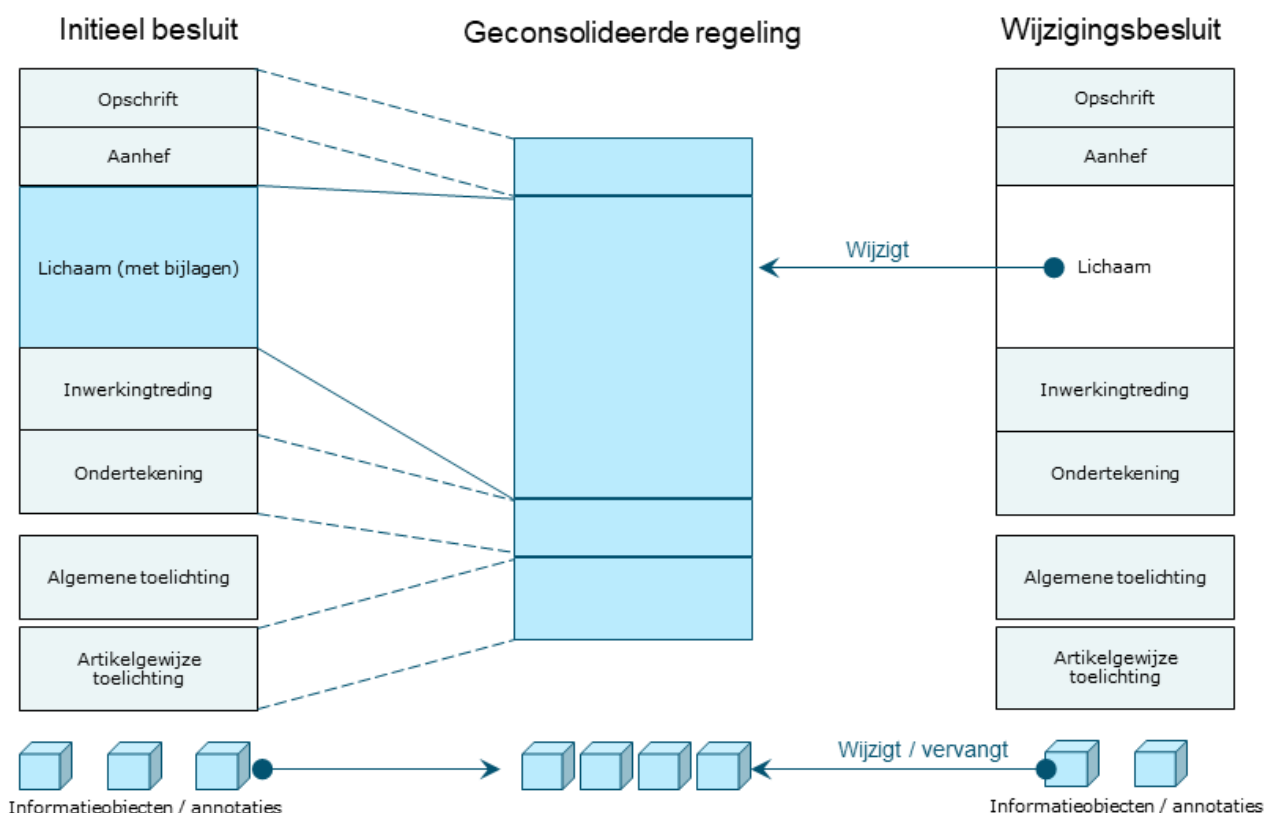 Initieel besluit
Geconsolideerde regeling
Wijzigingsbesluit
Opschrift
Aanhef
Lichaam (met bijlagen)
Inwerkingtreding
Ondertekening
Algemene toelichting
Artikelgewijze
toelichting
Informatieobjecten / annotaties
Wijzigt
Wijzigt / vervangt
Opschrift
Aanhef
Lichaam
Inwerkingtreding
Ondertekening
Algemene toelichting
Artikelgewijze
toelichting
Informatieobjecten / annotaties